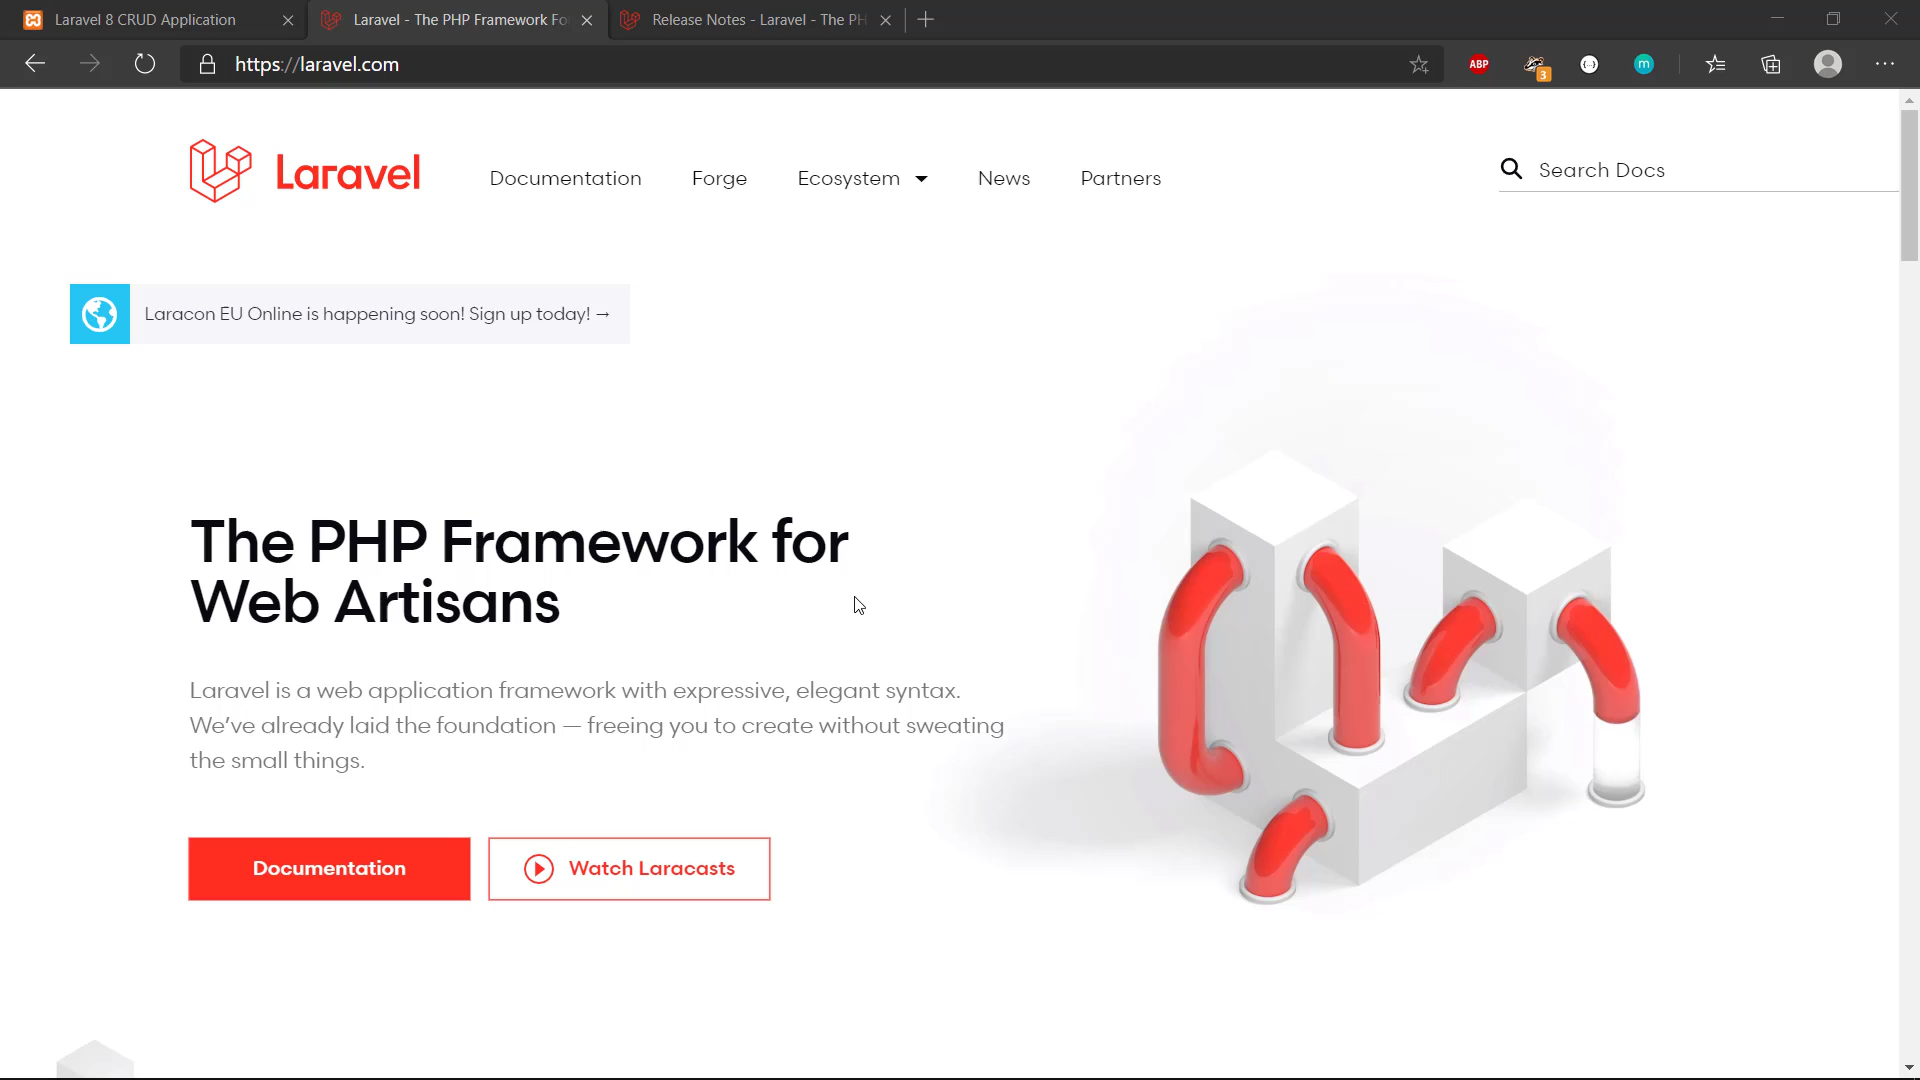 Laravel 8 CRUD Application
Laravel - The PHP Framework Fo
Release Notes - Laravel - The PH
https://laravel.com
ABP
3
{...}
m
Laravel
Documentation
Forge
Ecosystem
News
Partners
Search Docs
Laracon EU Online is happening soon! Sign up today! →
The PHP Framework for
Web Artisans
Laravel is a web application framework with expressive, elegant syntax.
We’ve already laid the foundation — freeing you to create without sweating
the small things.
Documentation
Watch Laracasts